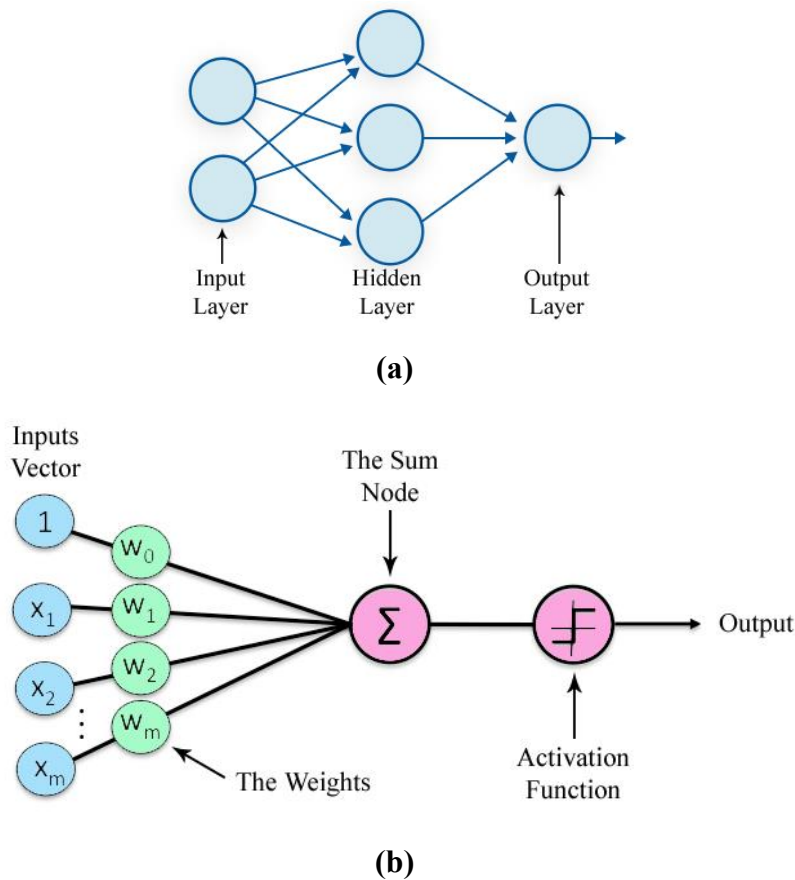 Input
Layer
Hidden
Layer
Output
Layer
(a)
Inputs
Vector
The Sum
Node
1
w0
x1
w1
Σ
Output
x2
w2
⋮
wm
xm
The Weights
Activation
Function
(b)